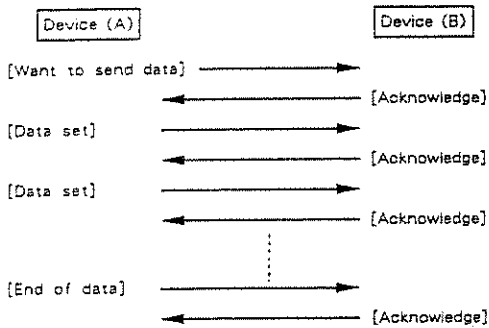 Device (A) Device (B)
[Want to send data]
[Acknowledge]
[Data set]
[Acknowledge]
[Data set]
[Acknowledge]
[End of data]
[Acknowledge]